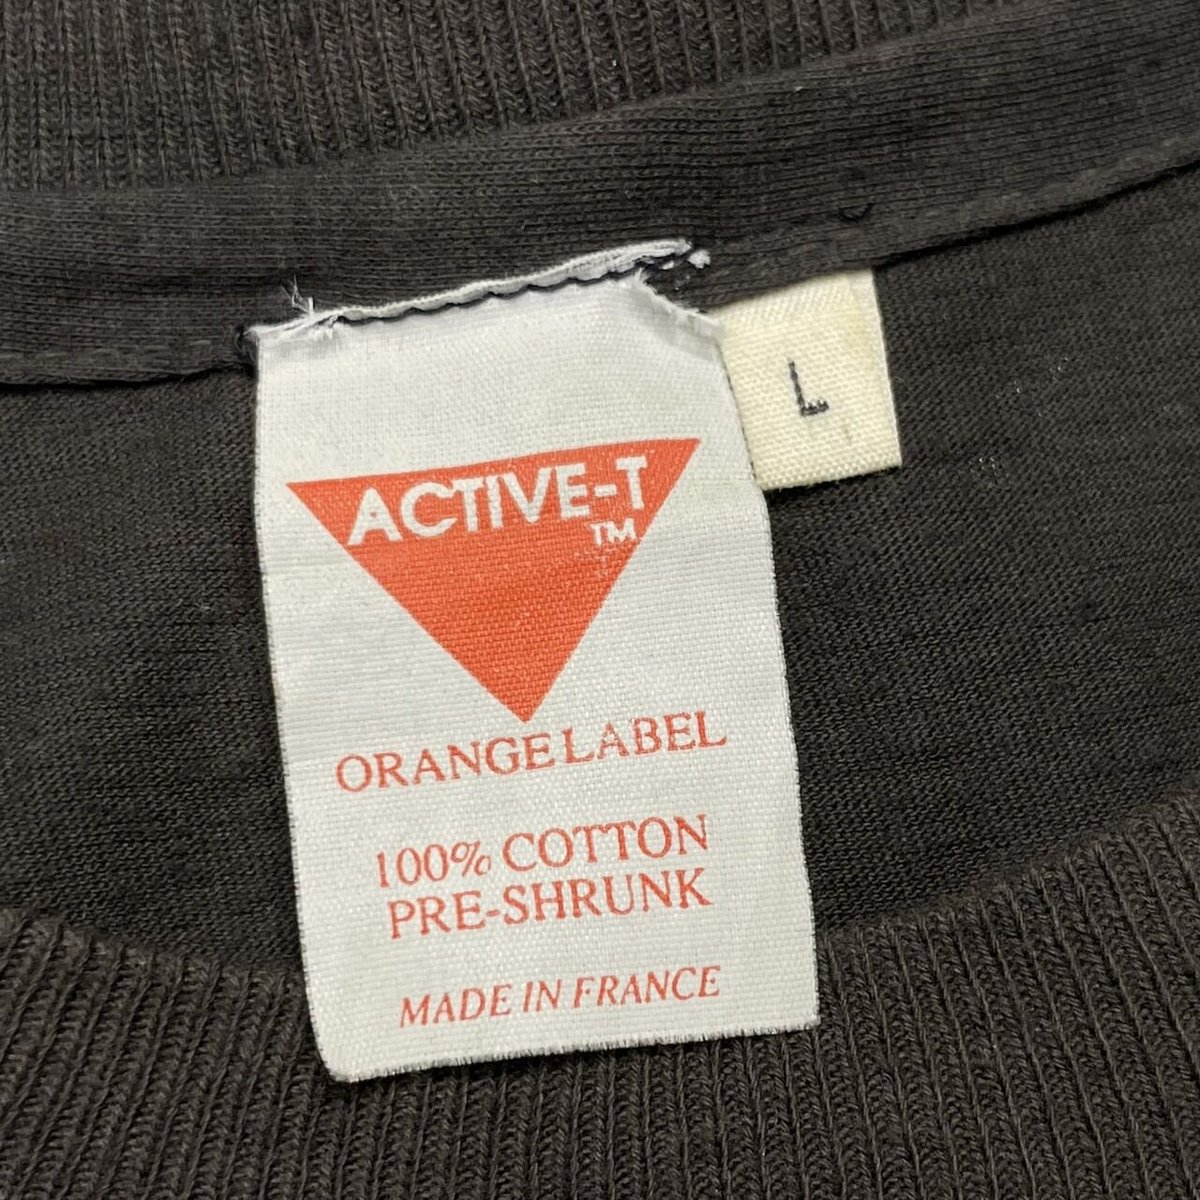 L
ACTIVE-T
TM
ORANGE LABEL
100% COTTON
PRE-SHRUNK
MADE IN FRANCE